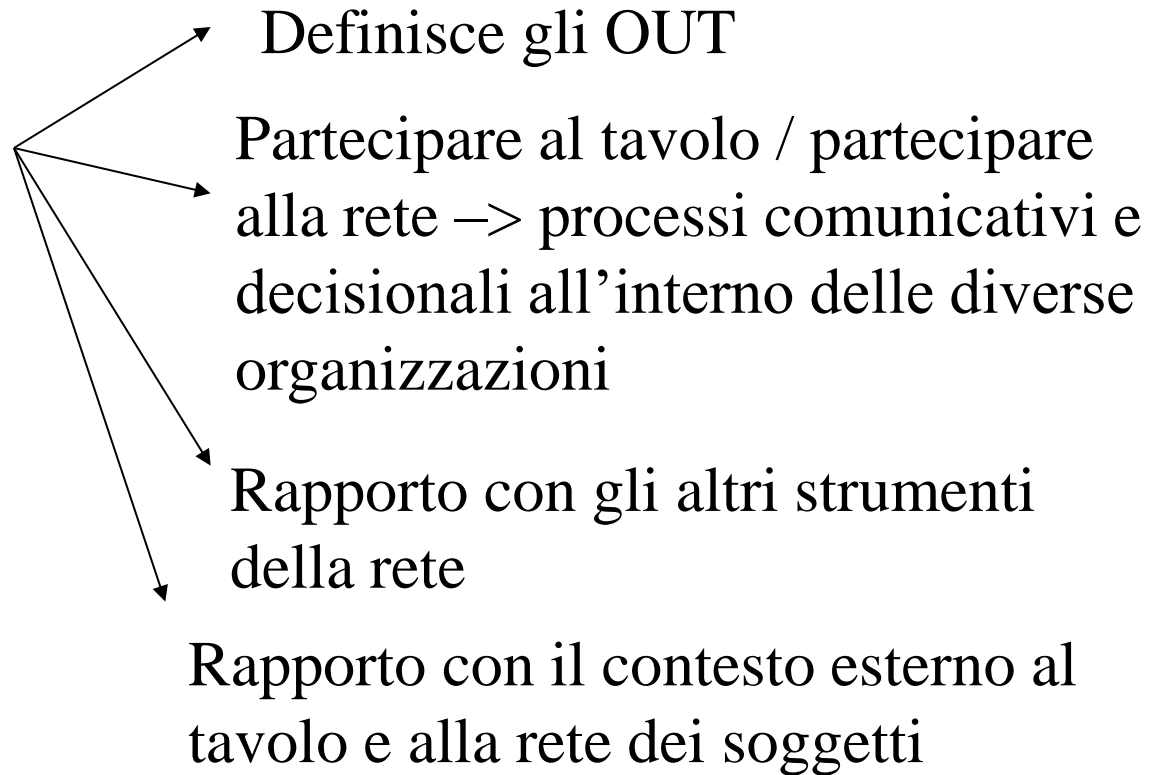 Definisce gli OUT
Partecipare al tavolo / partecipare
alla rete –> processi comunicativi e
decisionali all’interno delle diverse
organizzazioni
Rapporto con gli altri strumenti
della rete
Rapporto con il contesto esterno al
tavolo e alla rete dei soggetti